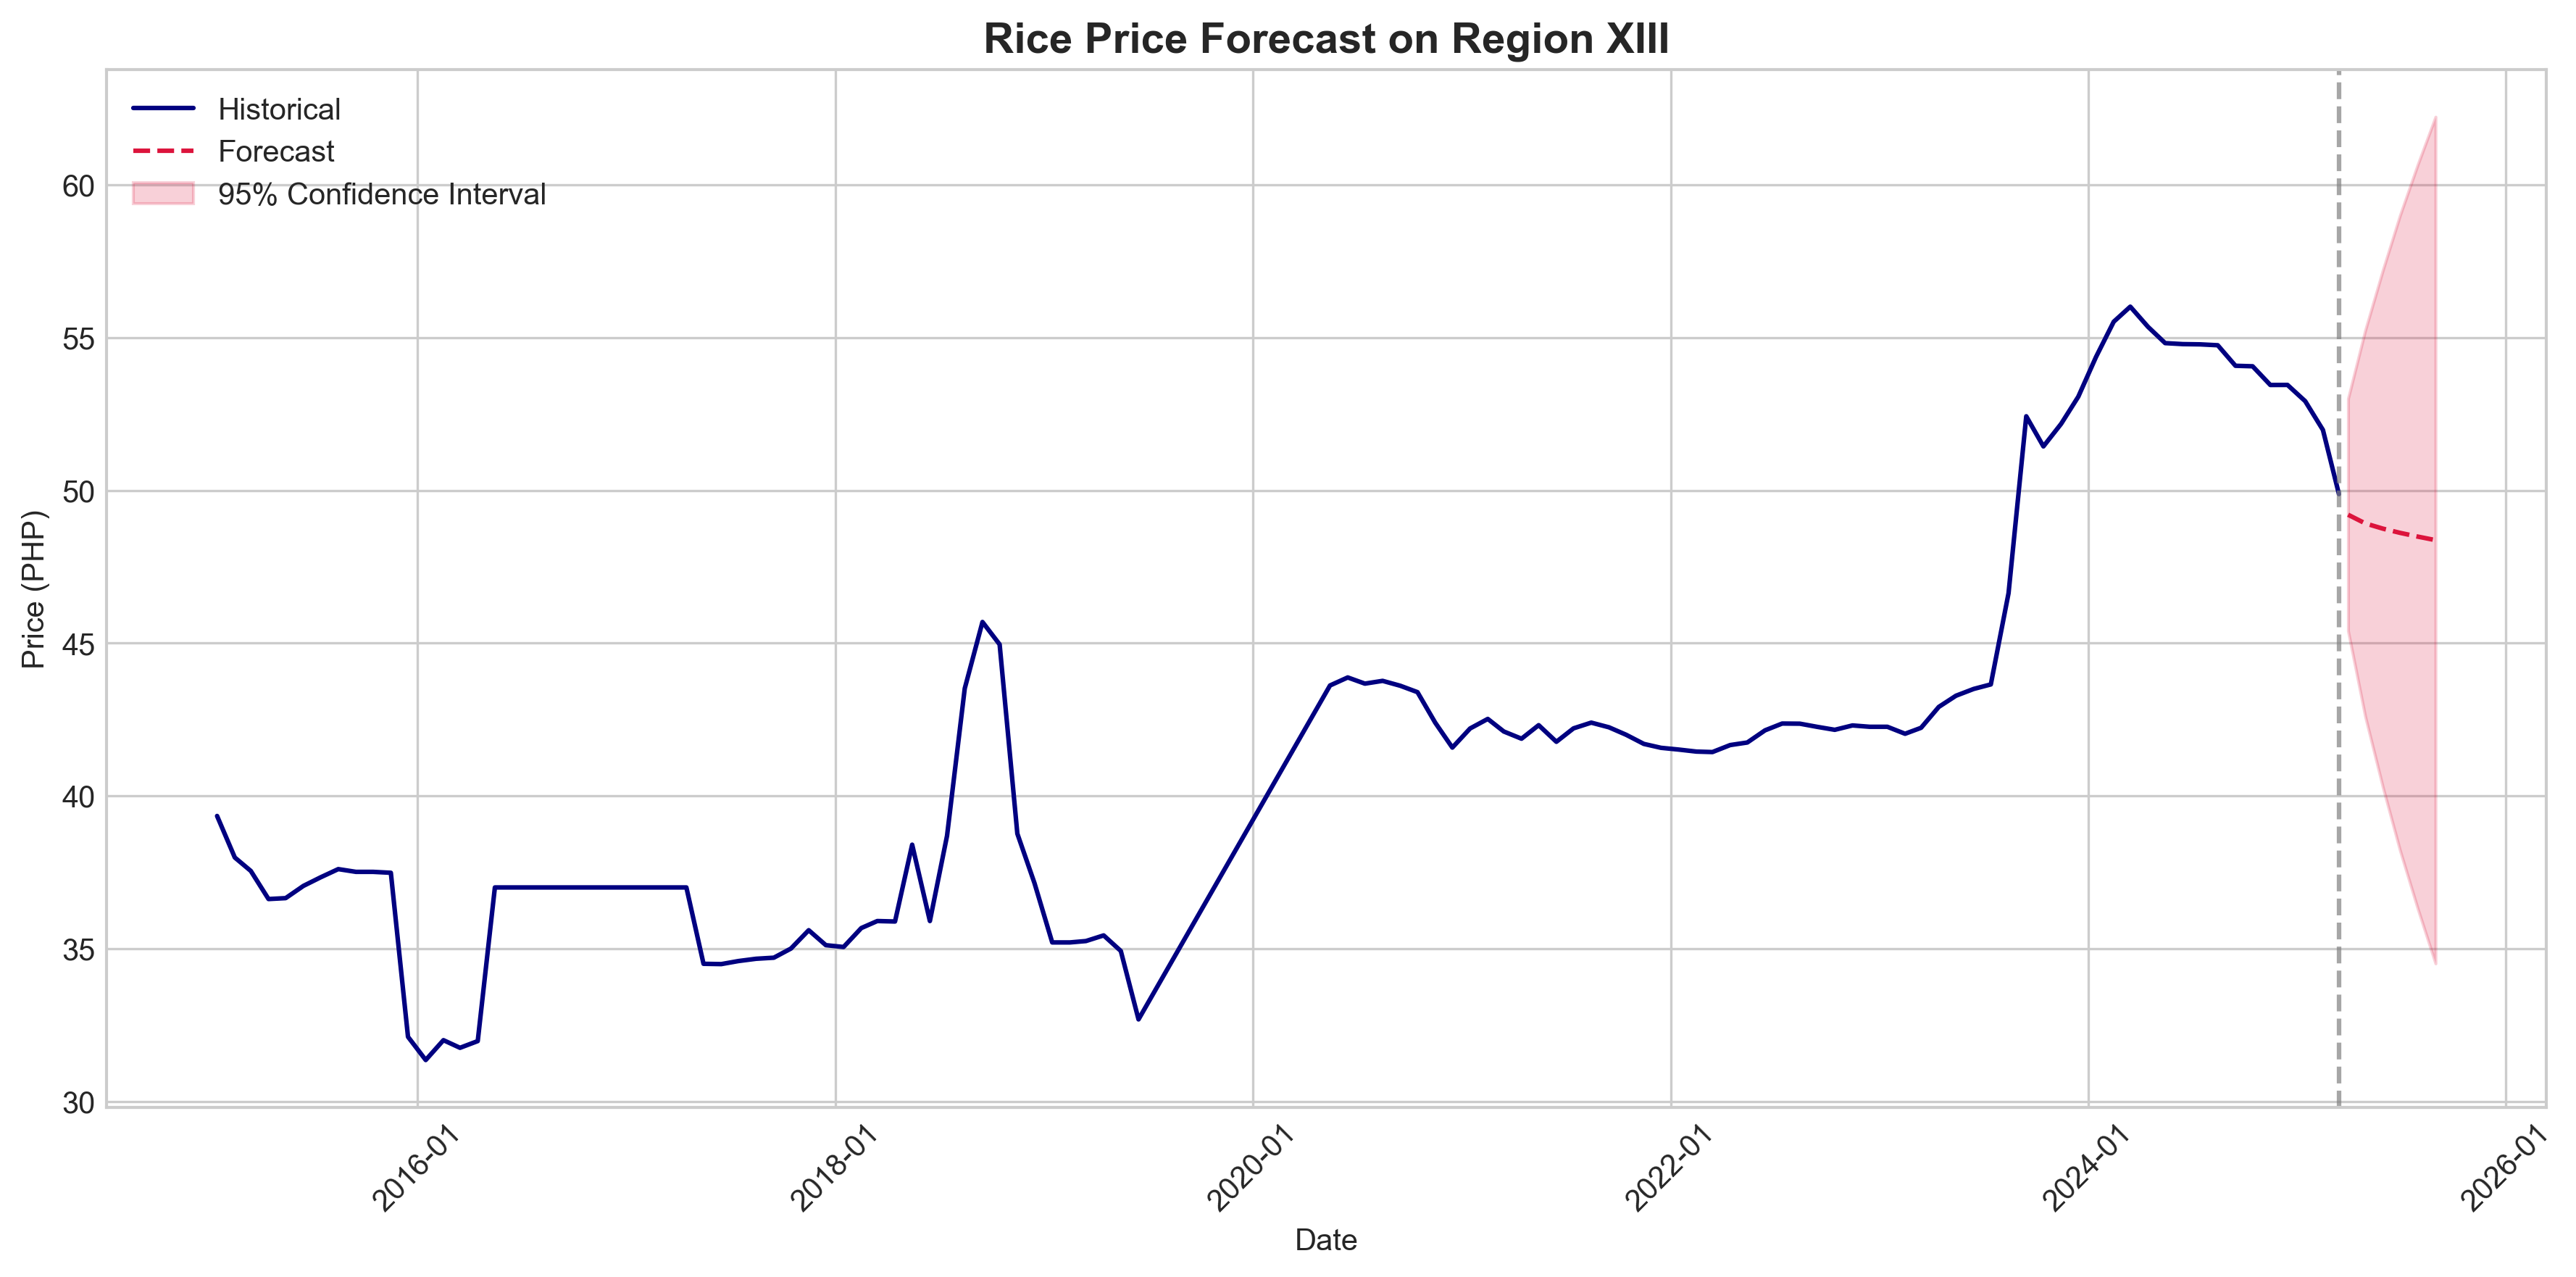 Rice Price Forecast on Region XIII
Historical
Forecast
95% Confidence Interval
60
55
50
45
40
35
30
Price (PHP)
2016-01
2018-01
2020-01
2022-01
2024-01
2026-01
Date